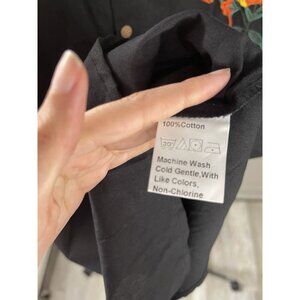 100%Cotton
Machine Wash
Cold Gentle,With
Like Colors,
Non-Chlorine